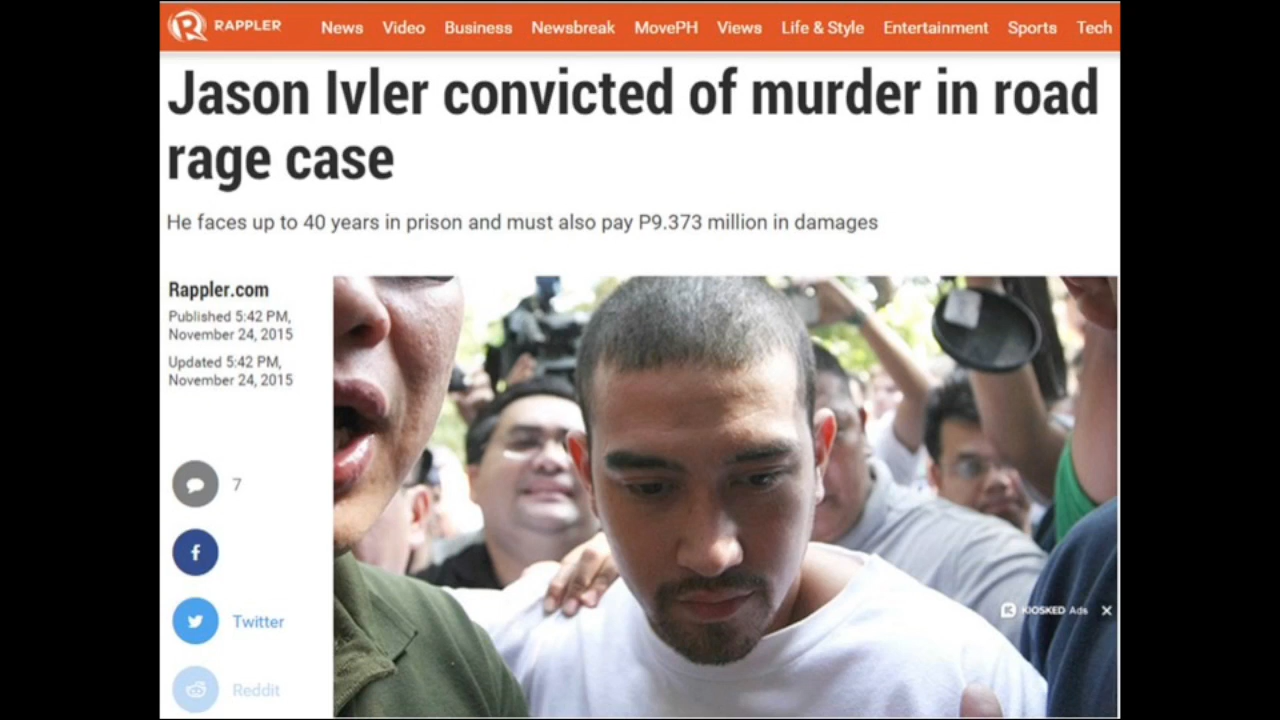 RAPPLER News Video Business Newsbreak MovePH Views Life & Style Entertainment Sports Tech
Jason Ivler convicted of murder in road
rage case
He faces up to 40 years in prison and must also pay P9.373 million in damages
Rappler.com
Published 5:42 PM,
November 24, 2015
Updated 5:42 PM,
November 24, 2015
7
Twitter
Reddit
KIOSKED Ads